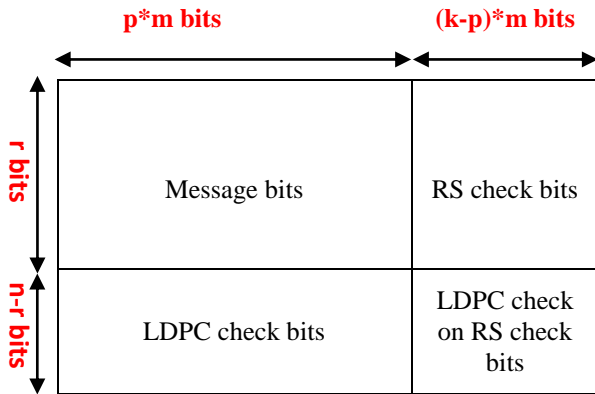 p*m bits
(k-p)*m bits
r bits
Message bits
RS check bits
n-r bits
LDPC check bits
LDPC check
on RS check
bits